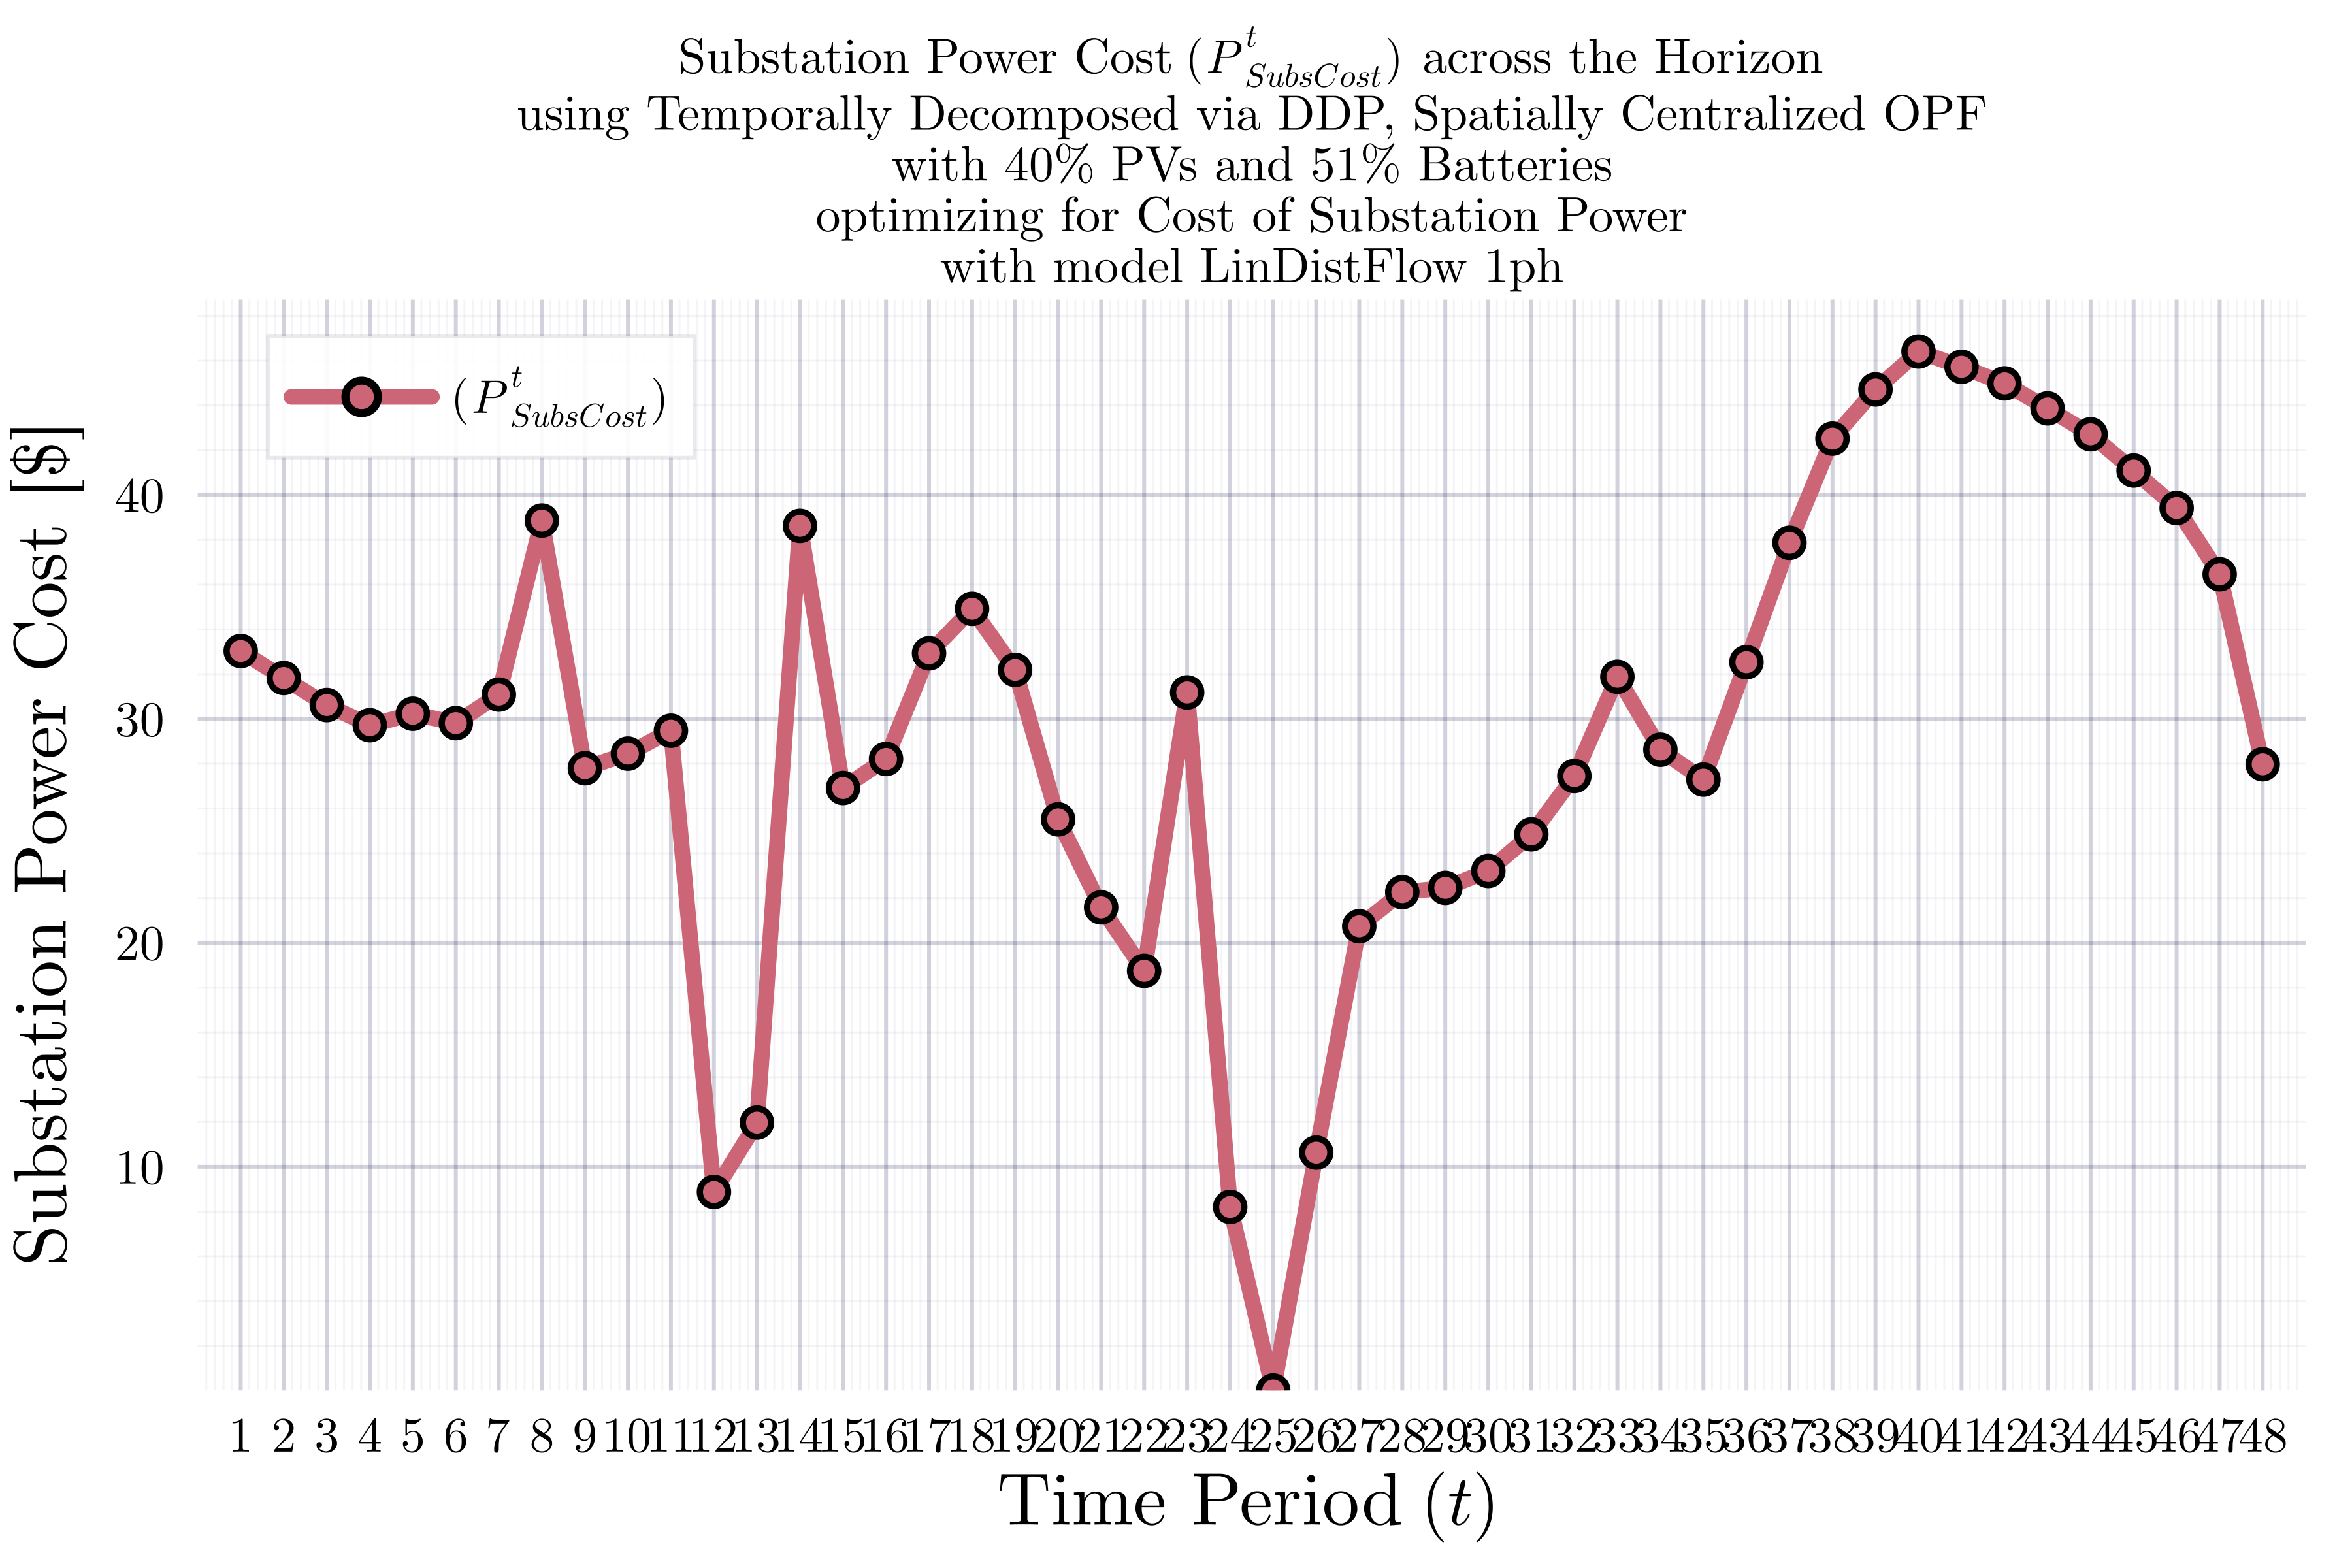 Substation Power Cost (P^t_SubsCost) across the Horizon
using Temporally Decomposed via DDP, Spatially Centralized OPF
with 40% PVs and 51% Batteries
optimizing for Cost of Substation Power
with model LinDistFlow 1ph
(P^t_SubsCost)
Substation Power Cost [$]
40
30
20
10
1 2 3 4 5 6 7 8 9 10 11 12 13 14 15 16 17 18 19 20 21 22 23 24 25 26 27 28 29 30 31 32 33 34 35 36 37 38 39 40 41 42 43 44 45 46 47 48
Time Period (t)